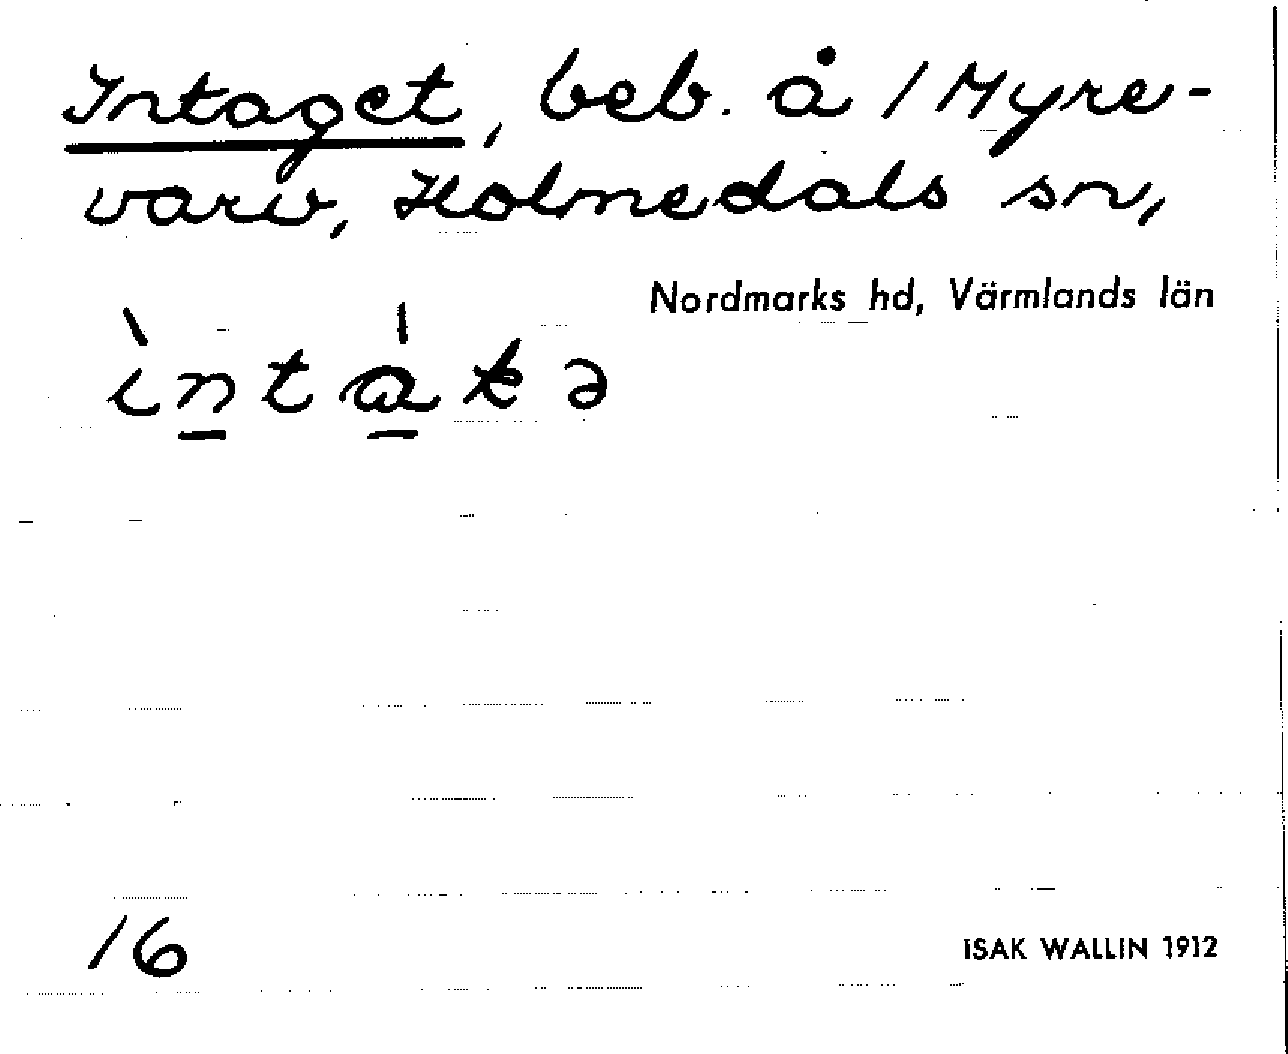 Intaget, beb. å 1 Myre-
varv, Holmedals sn,
Nordmarks hd, Värmlands län
ìntákə
16
ISAK WALLIN 1912